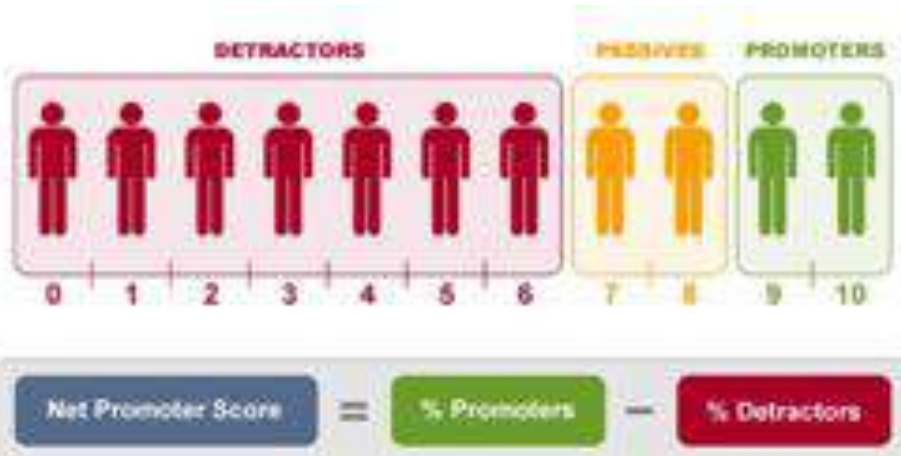 DETRACTORS PASSIVES PROMOTERS
0 1 2 3 4 5 6 7 8 9 10
Net Promoter Score = % Promoters − % Detractors